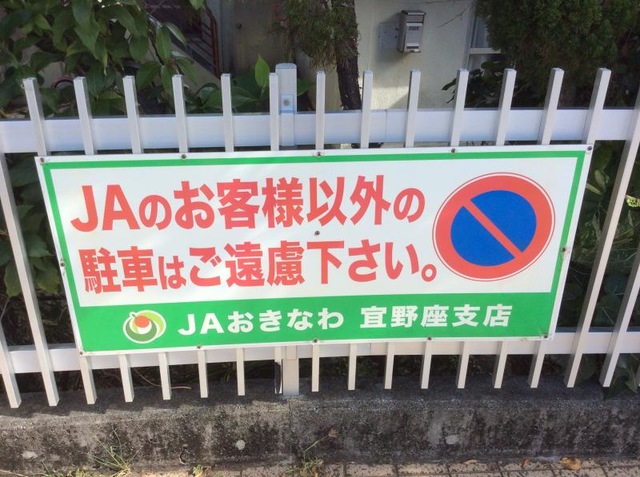 JAのお客様以外の
駐車はご遠慮下さい。
JAおきなわ 宜野座支店